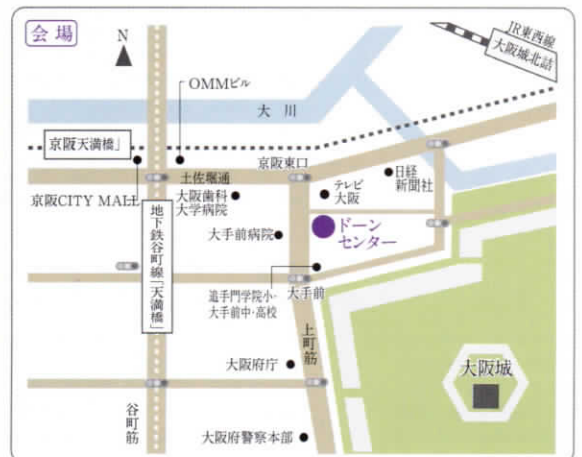 会場
N
JR東西線
大阪城北詰
OMMビル
大川
京阪天満橋」
京阪東口
土佐堀通
テレビ
大阪
日経
新聞社
京阪CITY MALL
大阪歯科
大学病院
地下鉄谷町線「天満橋」
大手前病院
ドーン
センター
追手門学院小・
大手前中・高校
大手前
上町筋
大阪府庁
大阪城
谷町筋
大阪府警察本部